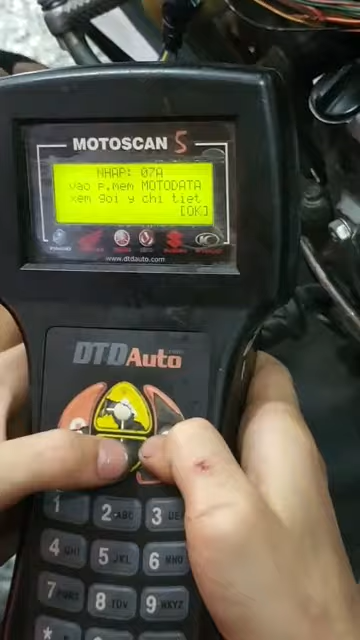 MOTOSCAN 5
NHAP: 07A
vao p.mem MOTODATA
xem goi y chi tiet
[OK]
www.dtdauto.com
DTDAuto
1
2 ABC
3 DEF
4 GHI
5 JKL
6 MNO
7 PQRS
8 TUV
9 WXYZ
*